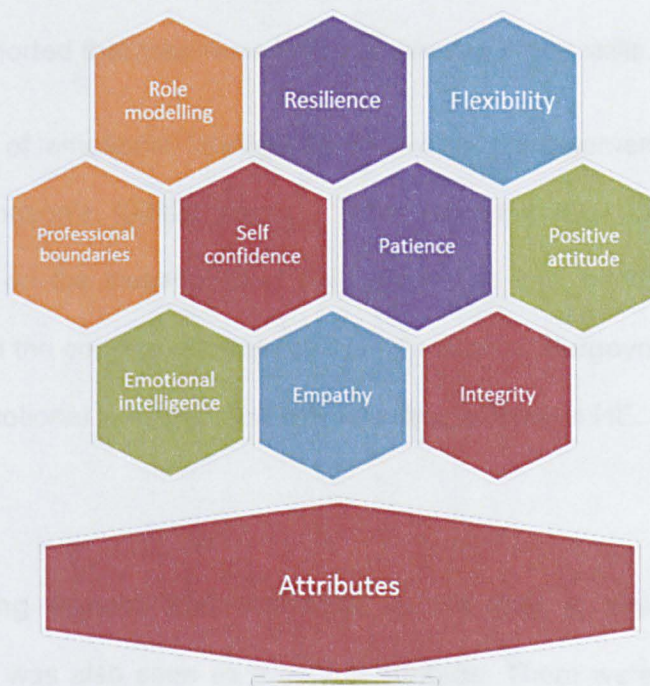 Role
modelling
Resilience
Flexibility
Professional
boundaries
Self
confidence
Patience
Positive
attitude
Emotional
intelligence
Empathy
Integrity
Attributes